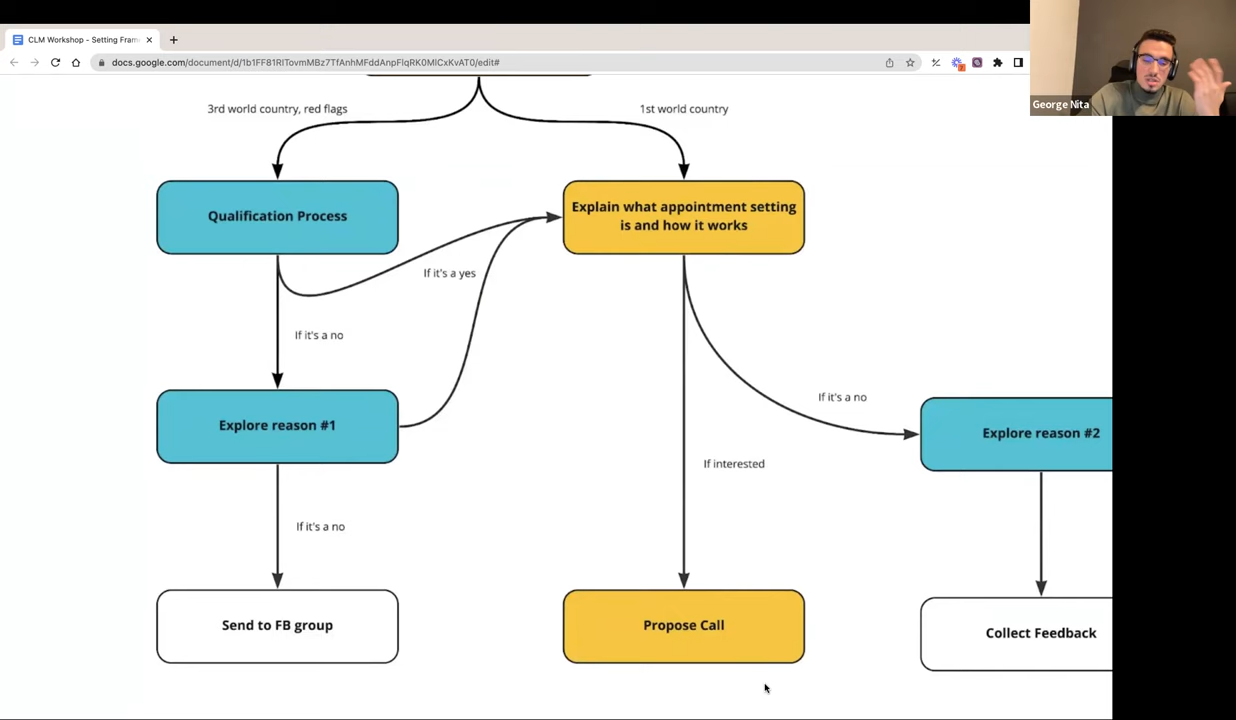 CLM Workshop - Setting Fram
docs.google.com/document/d/1b1FF81RlTovmMBz7TfAnhMFddAnpFlqRK0MlCxKvAT0/edit#
George Nita
3rd world country, red flags
1st world country
Qualification Process
Explain what appointment setting
is and how it works
If it's a yes
If it's a no
If it's a no
Explore reason #1
Explore reason #2
If interested
If it's a no
Send to FB group
Propose Call
Collect Feedback